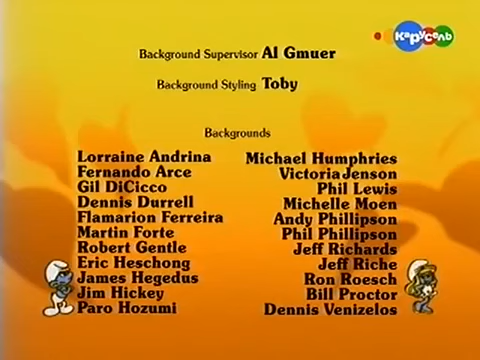 карусель
Background Supervisor Al Gmuer
Background Styling Toby
Backgrounds
Lorraine Andrina
Fernando Arce
Gil DiCicco
Dennis Durrell
Flamarion Ferreira
Martin Forte
Robert Gentle
Eric Heschong
James Hegedus
Jim Hickey
Paro Hozumi
Michael Humphries
Victoria Jenson
Phil Lewis
Michelle Moen
Andy Phillipson
Phil Phillipson
Jeff Richards
Jeff Riche
Ron Roesch
Bill Proctor
Dennis Venizelos